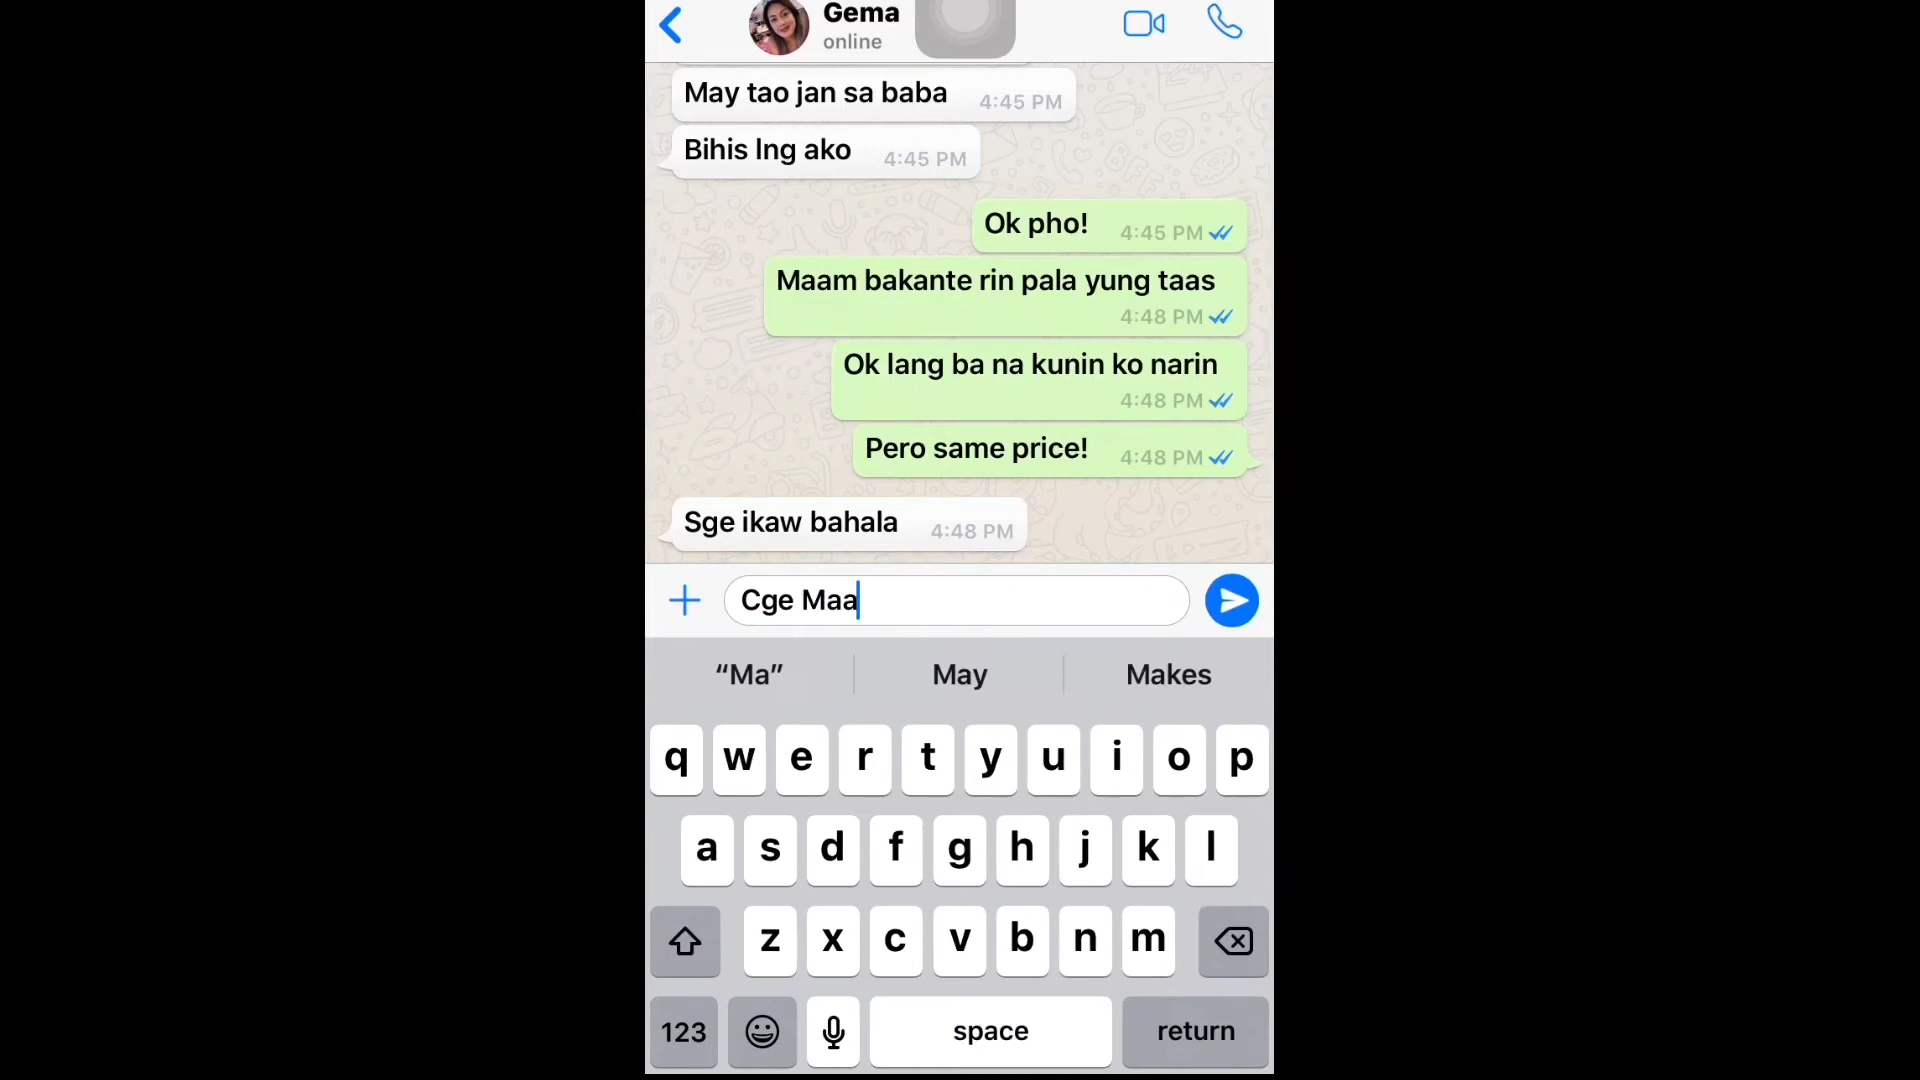 Gema
online
May tao jan sa baba 4:45 PM
Bihis lng ako 4:45 PM
Ok pho! 4:45 PM
Maam bakante rin pala yung taas
4:48 PM
Ok lang ba na kunin ko narin
4:48 PM
Pero same price! 4:48 PM
Sge ikaw bahala 4:48 PM
Cge Maa
“Ma” May Makes
q w e r t y u i o p
a s d f g h j k l
z x c v b n m
123 space return